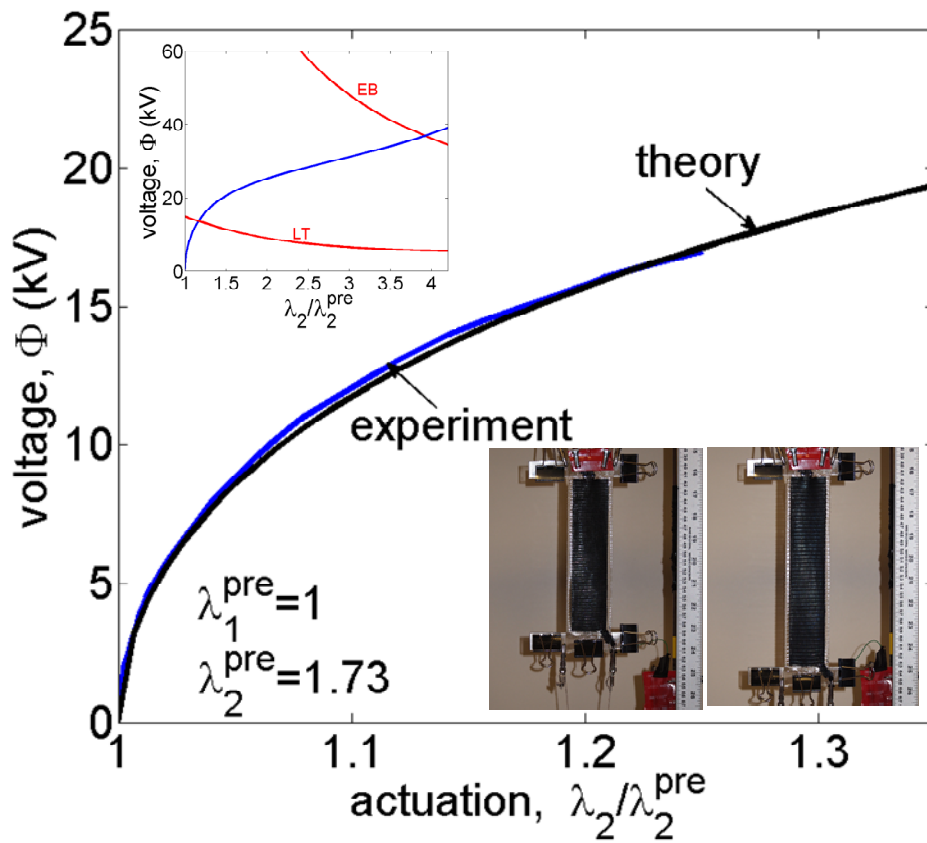 25
20
15
10
5
0
voltage, Φ (kV)
60
40
20
0
voltage, Φ (kV)
EB
LT
1 1.5 2 2.5 3 3.5 4
λ₂/λ₂ᵖʳᵉ
theory
experiment
λ₁ᵖʳᵉ=1
λ₂ᵖʳᵉ=1.73
1 1.1 1.2 1.3
actuation, λ₂/λ₂ᵖʳᵉ